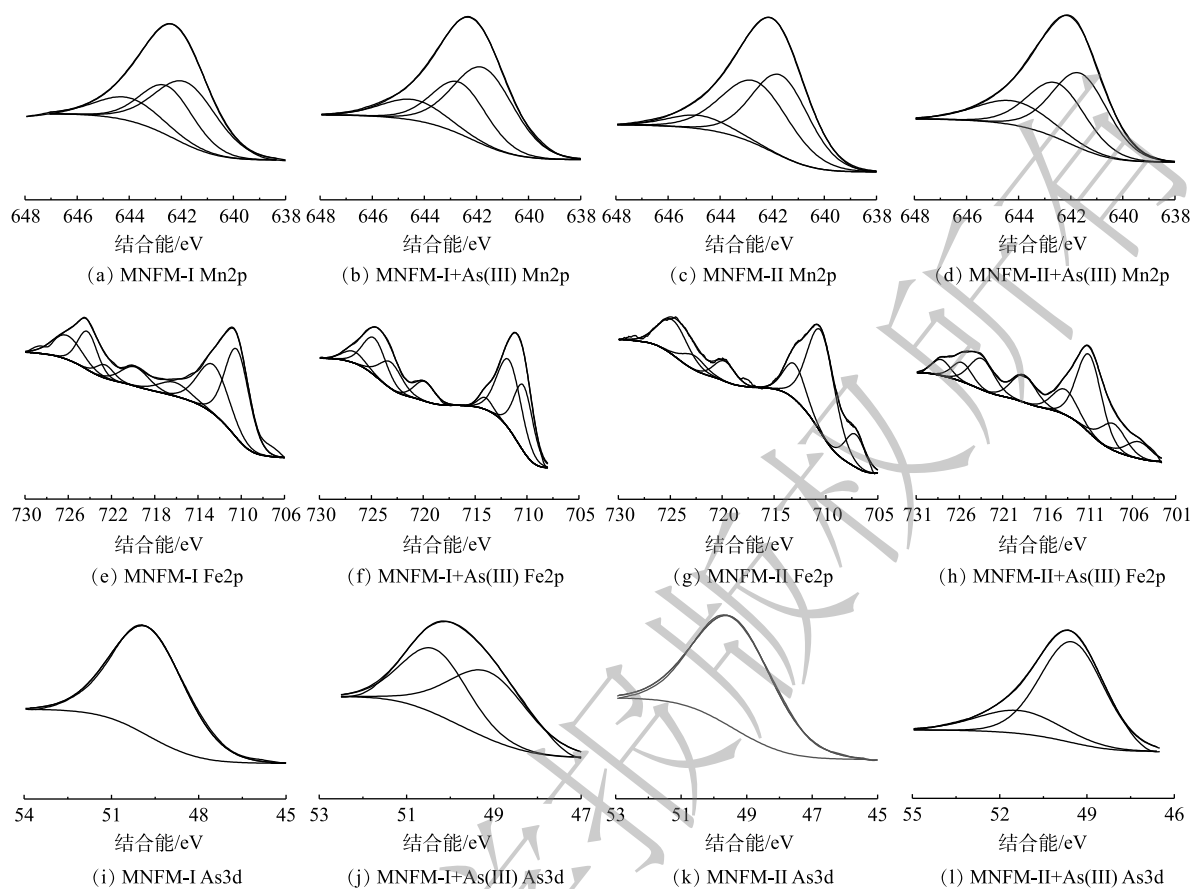 648 646 644 642 640 638 648 646 644 642 640 638 648 646 644 642 640 638 648 646 644 642 640 638
结合能/eV 结合能/eV 结合能/eV 结合能/eV
(a) MNFM-I Mn2p (b) MNFM-I+As(III) Mn2p (c) MNFM-II Mn2p (d) MNFM-II+As(III) Mn2p
730 726 722 718 714 710 706 730 725 720 715 710 705 730 725 720 715 710 705 731 726 721 716 711 706 701
结合能/eV 结合能/eV 结合能/eV 结合能/eV
(e) MNFM-I Fe2p (f) MNFM-I+As(III) Fe2p (g) MNFM-II Fe2p (h) MNFM-II+As(III) Fe2p
54 51 48 45 53 51 49 47 53 51 49 47 45 55 52 49 46
结合能/eV 结合能/eV 结合能/eV 结合能/eV
(i) MNFM-I As3d (j) MNFM-I+As(III) As3d (k) MNFM-II As3d (l) MNFM-II+As(III) As3d
报版权所有